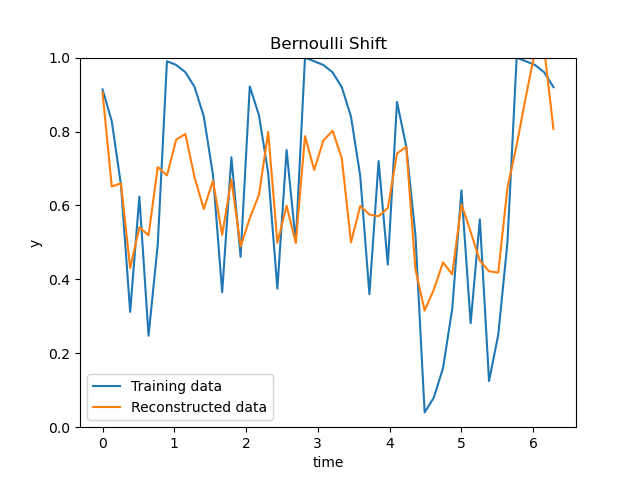 Bernoulli Shift
1.0
0.8
0.6
0.4
0.2
0.0
y
Training data
Reconstructed data
0 1 2 3 4 5 6
time